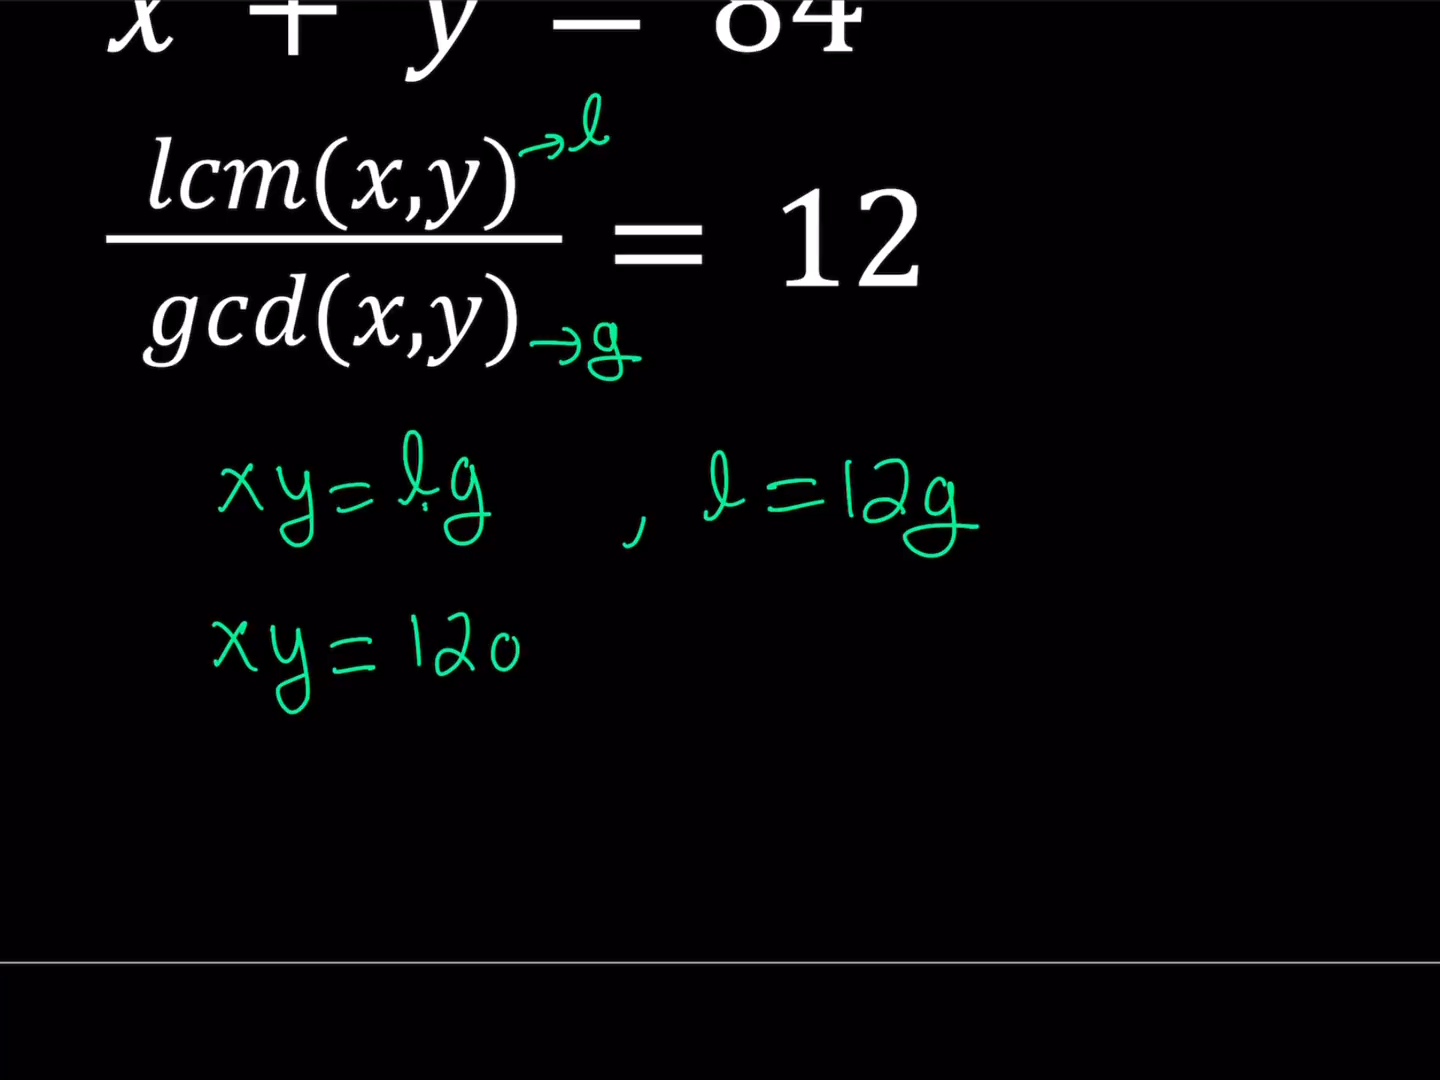 x + y = 84
lcm(x,y) → l
gcd(x,y) → g
= 12
xy = lg , l = 12g
xy = 120